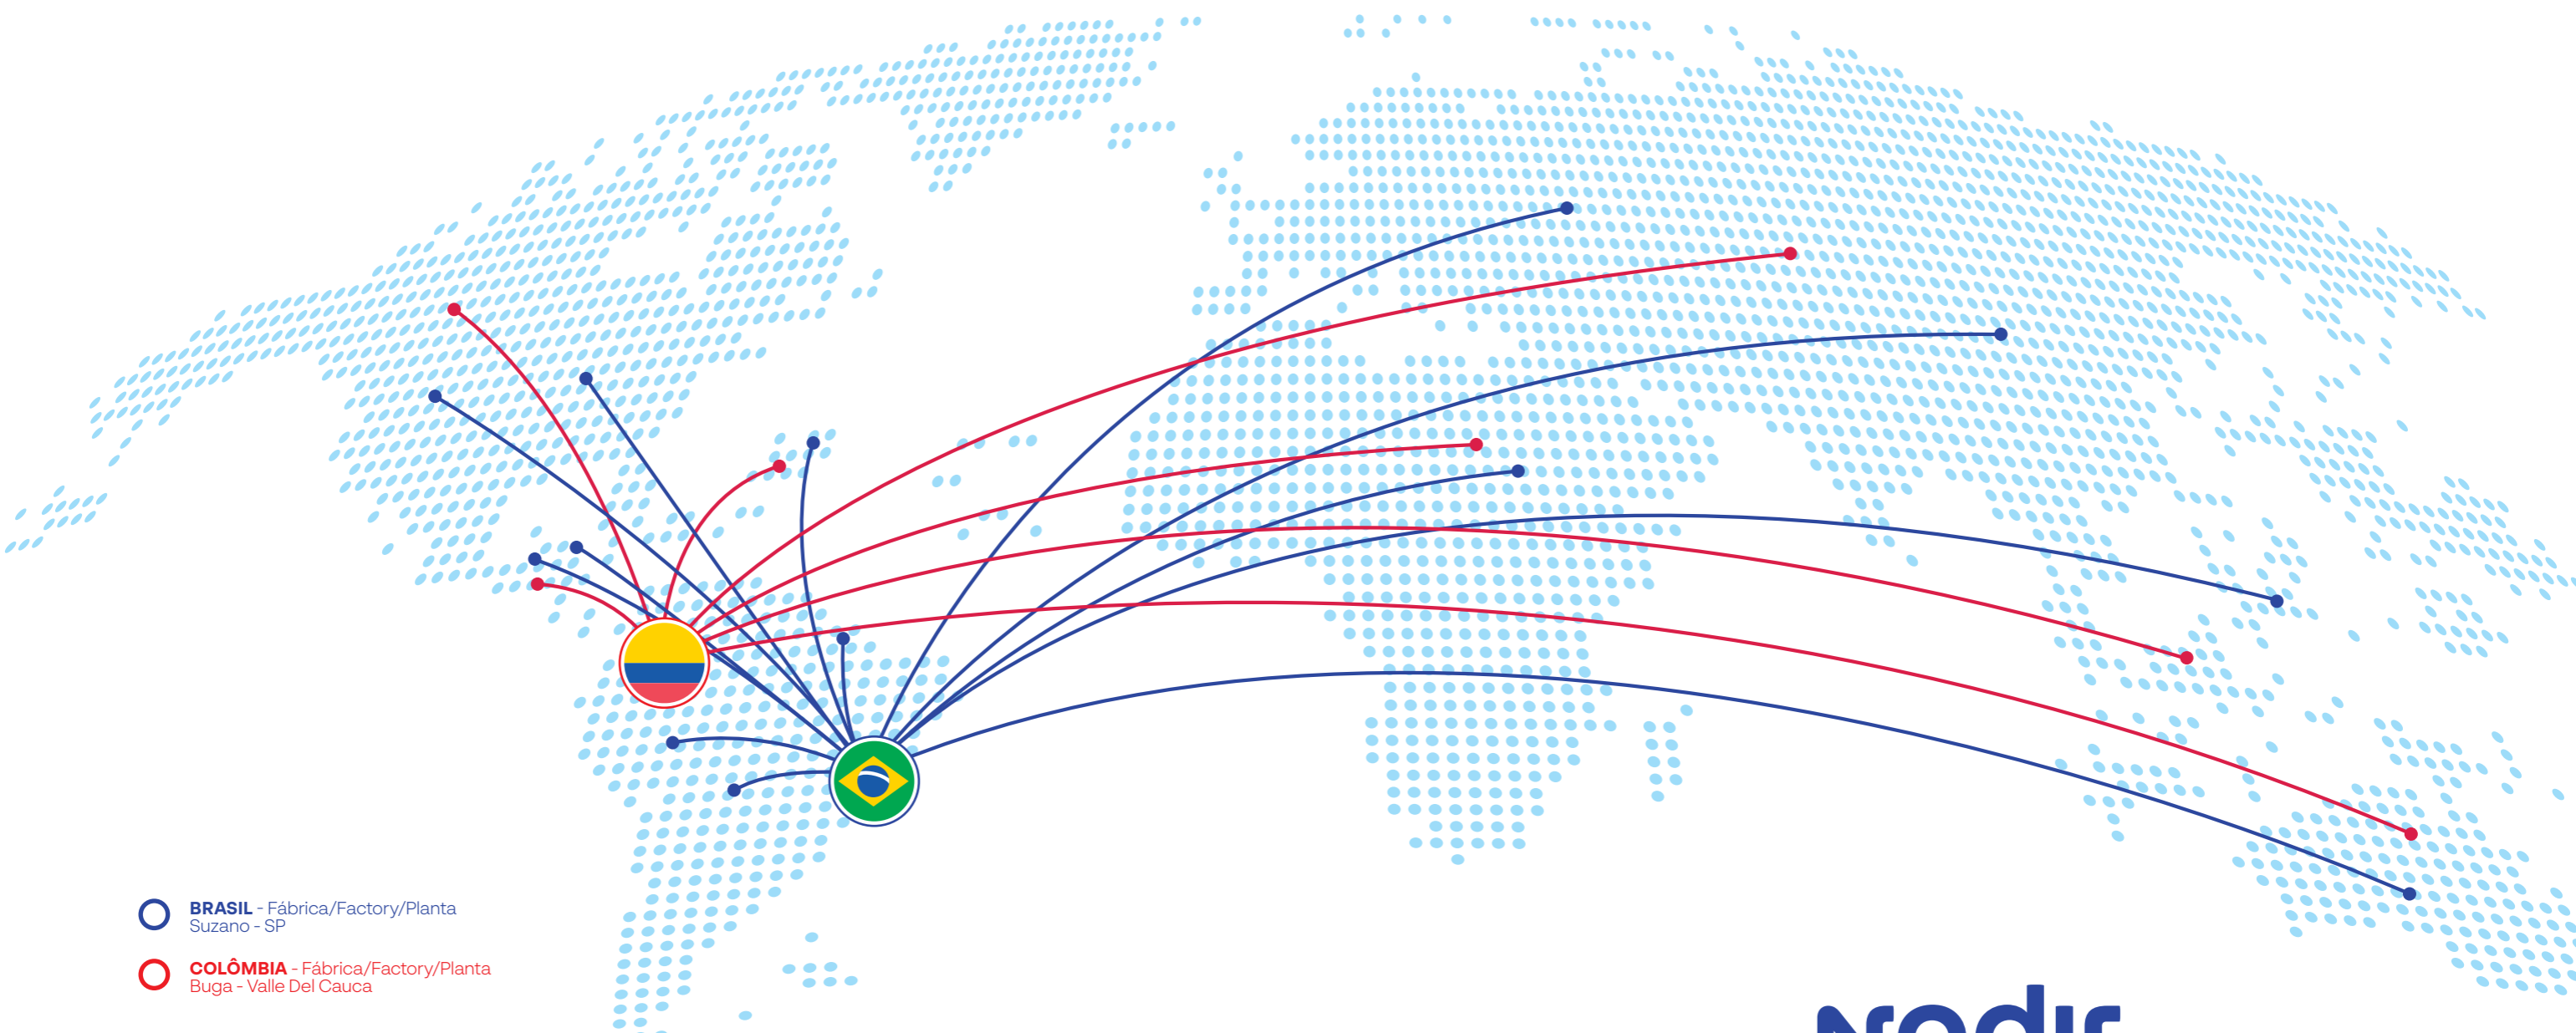 BRASIL - Fábrica/Factory/Planta
Suzano - SP
COLÔMBIA - Fábrica/Factory/Planta
Buga - Valle Del Cauca